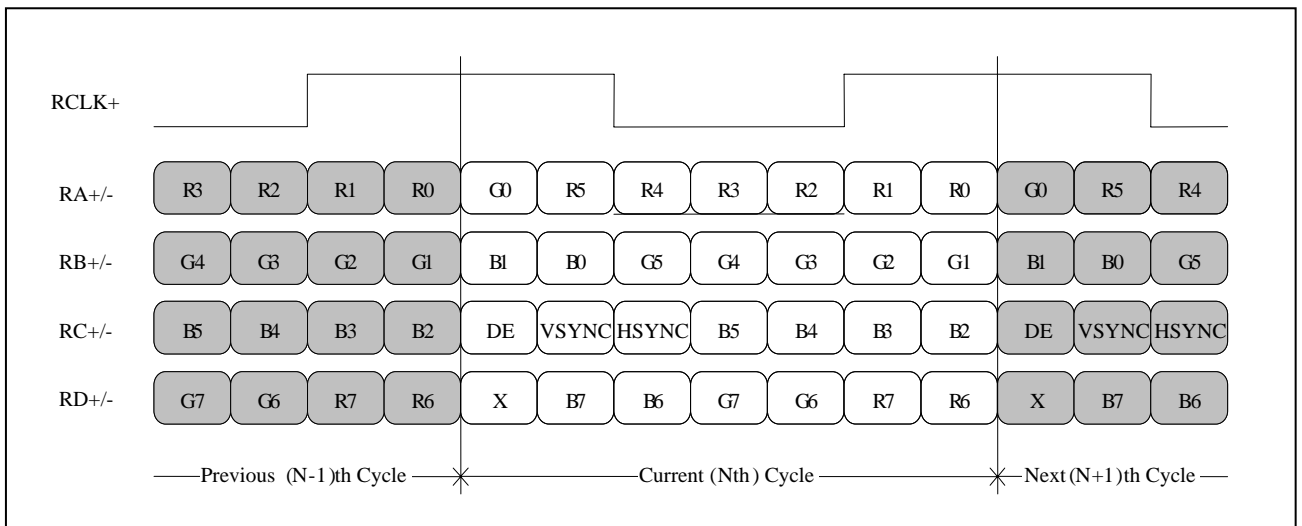 RCLK+
RA+/- R3 R2 R1 R0 G0 R5 R4 R3 R2 R1 R0 G0 R5 R4
RB+/- G4 G3 G2 G1 B1 B0 G5 G4 G3 G2 G1 B1 B0 G5
RC+/- B5 B4 B3 B2 DE VSYNC HSYNC B5 B4 B3 B2 DE VSYNC HSYNC
RD+/- G7 G6 R7 R6 X B7 B6 G7 G6 R7 R6 X B7 B6
Previous (N-1)th Cycle Current (Nth) Cycle Next (N+1)th Cycle